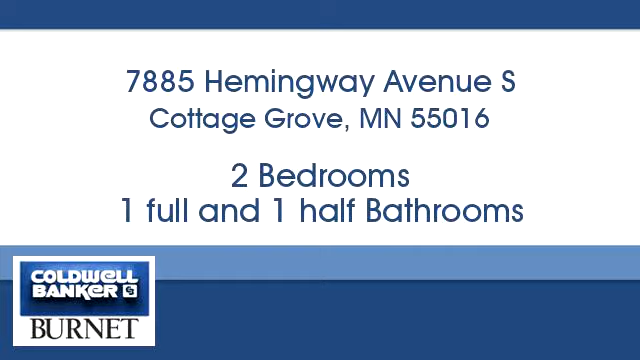 7885 Hemingway Avenue S
Cottage Grove, MN 55016
2 Bedrooms
1 full and 1 half Bathrooms
COLDWELL
BANKER
BURNET